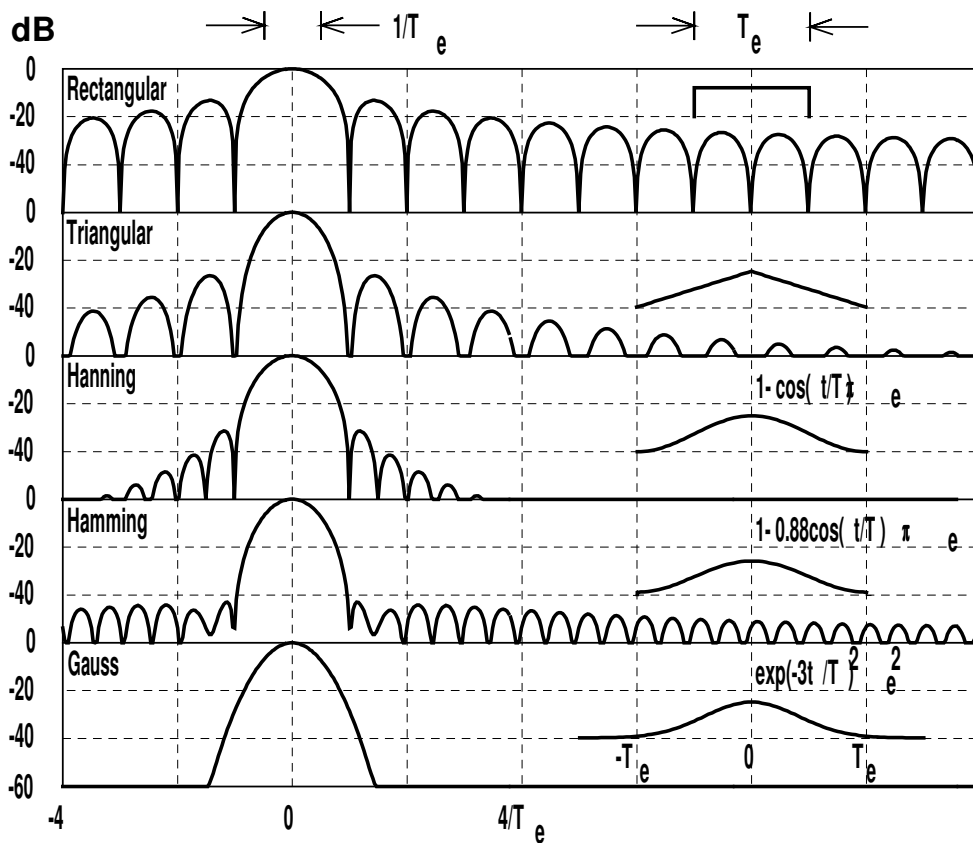 dB
1/T e
T e
0
Rectangular
-20
-40
0
Triangular
-20
-40
0
Hanning
1- cos( t/T) π e
-20
-40
0
Hamming
1- 0.88cos( t/T ) π e
-20
-40
0
Gauss
exp(-3t /T ) 2 e 2
-20
-40
-T e 0 T e
-60
-4 0 4/T e